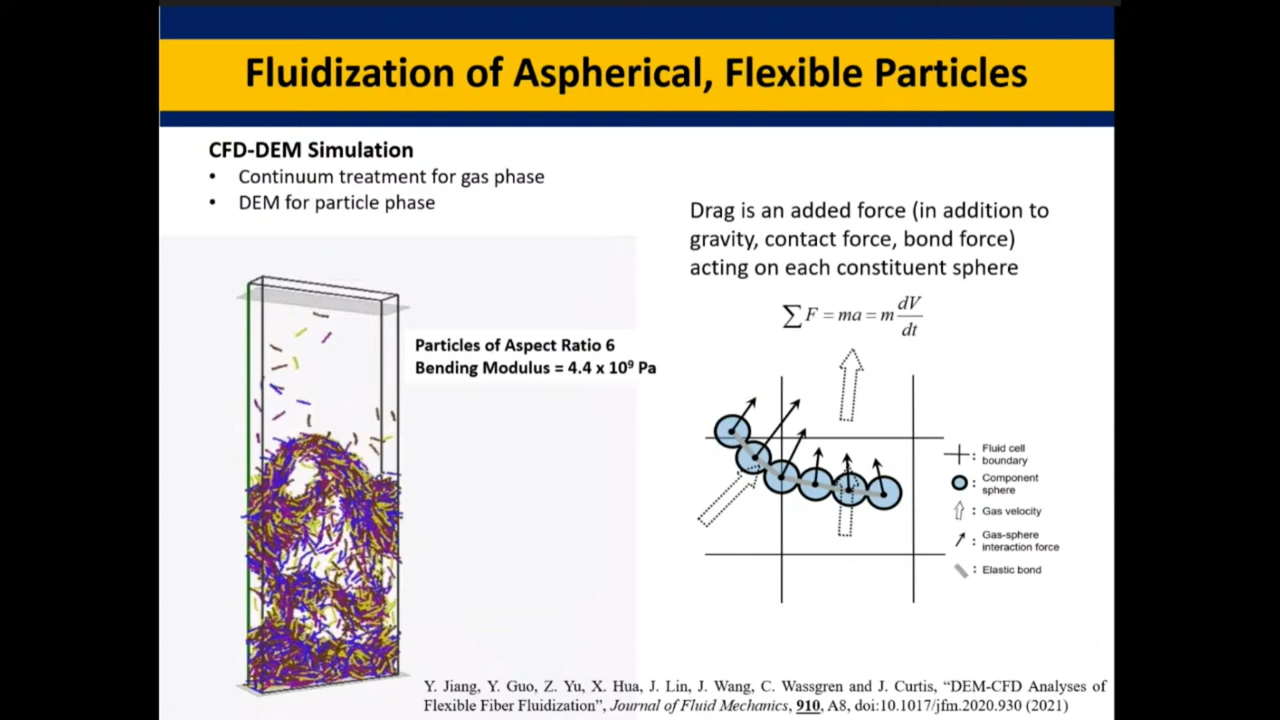 Fluidization of Aspherical, Flexible Particles
CFD-DEM Simulation
• Continuum treatment for gas phase
• DEM for particle phase
Drag is an added force (in addition to
gravity, contact force, bond force)
acting on each constituent sphere
∑F = ma = m dV/dt
Particles of Aspect Ratio 6
Bending Modulus = 4.4 x 10⁹ Pa
Fluid cell
boundary
Component
sphere
: Gas velocity
Gas-sphere
interaction force
: Elastic bond
Y. Jiang, Y. Guo, Z. Yu, X. Hua, J. Lin, J. Wang, C. Wassgren and J. Curtis, “DEM-CFD Analyses of
Flexible Fiber Fluidization”, Journal of Fluid Mechanics, 910, A8, doi:10.1017/jfm.2020.930 (2021)